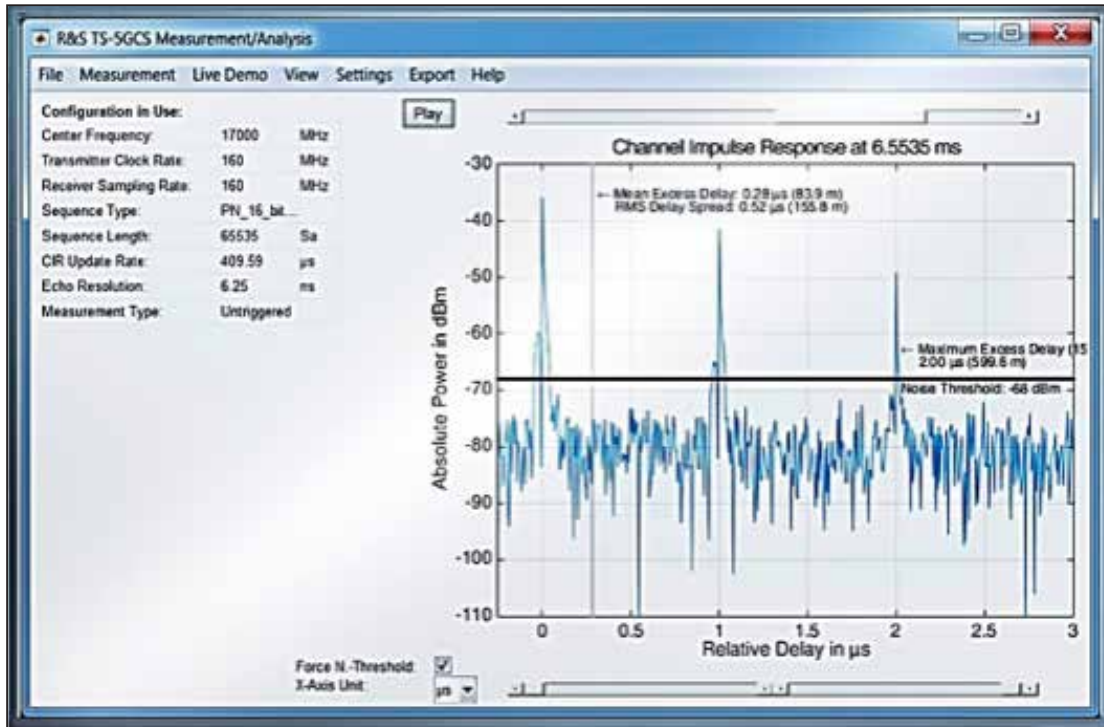 R&S TS-5GCS Measurement/Analysis
File Measurement Live Demo View Settings Export Help
Configuration in Use:
Center Frequency: 17000 MHz
Transmitter Clock Rate: 160 MHz
Receiver Sampling Rate: 160 MHz
Sequence Type: PN_16_bit...
Sequence Length: 65535 Sa
CIR Update Rate: 409.59 µs
Echo Resolution: 6.25 ns
Measurement Type: Untriggered
Play
Channel Impulse Response at 6.5535 ms
-30
← Mean Excess Delay: 0.28 µs (83.9 m)
RMS Delay Spread: 0.52 µs (155.8 m)
-40
-50
-60
← Maximum Excess Delay (15
2.00 µs (599.6 m)
-70
Noise Threshold: -68 dBm
-80
-90
-100
-110
Absolute Power in dBm
0 0.5 1 1.5 2 2.5 3
Relative Delay in µs
Force N.-Threshold:
X-Axis Unit: µs